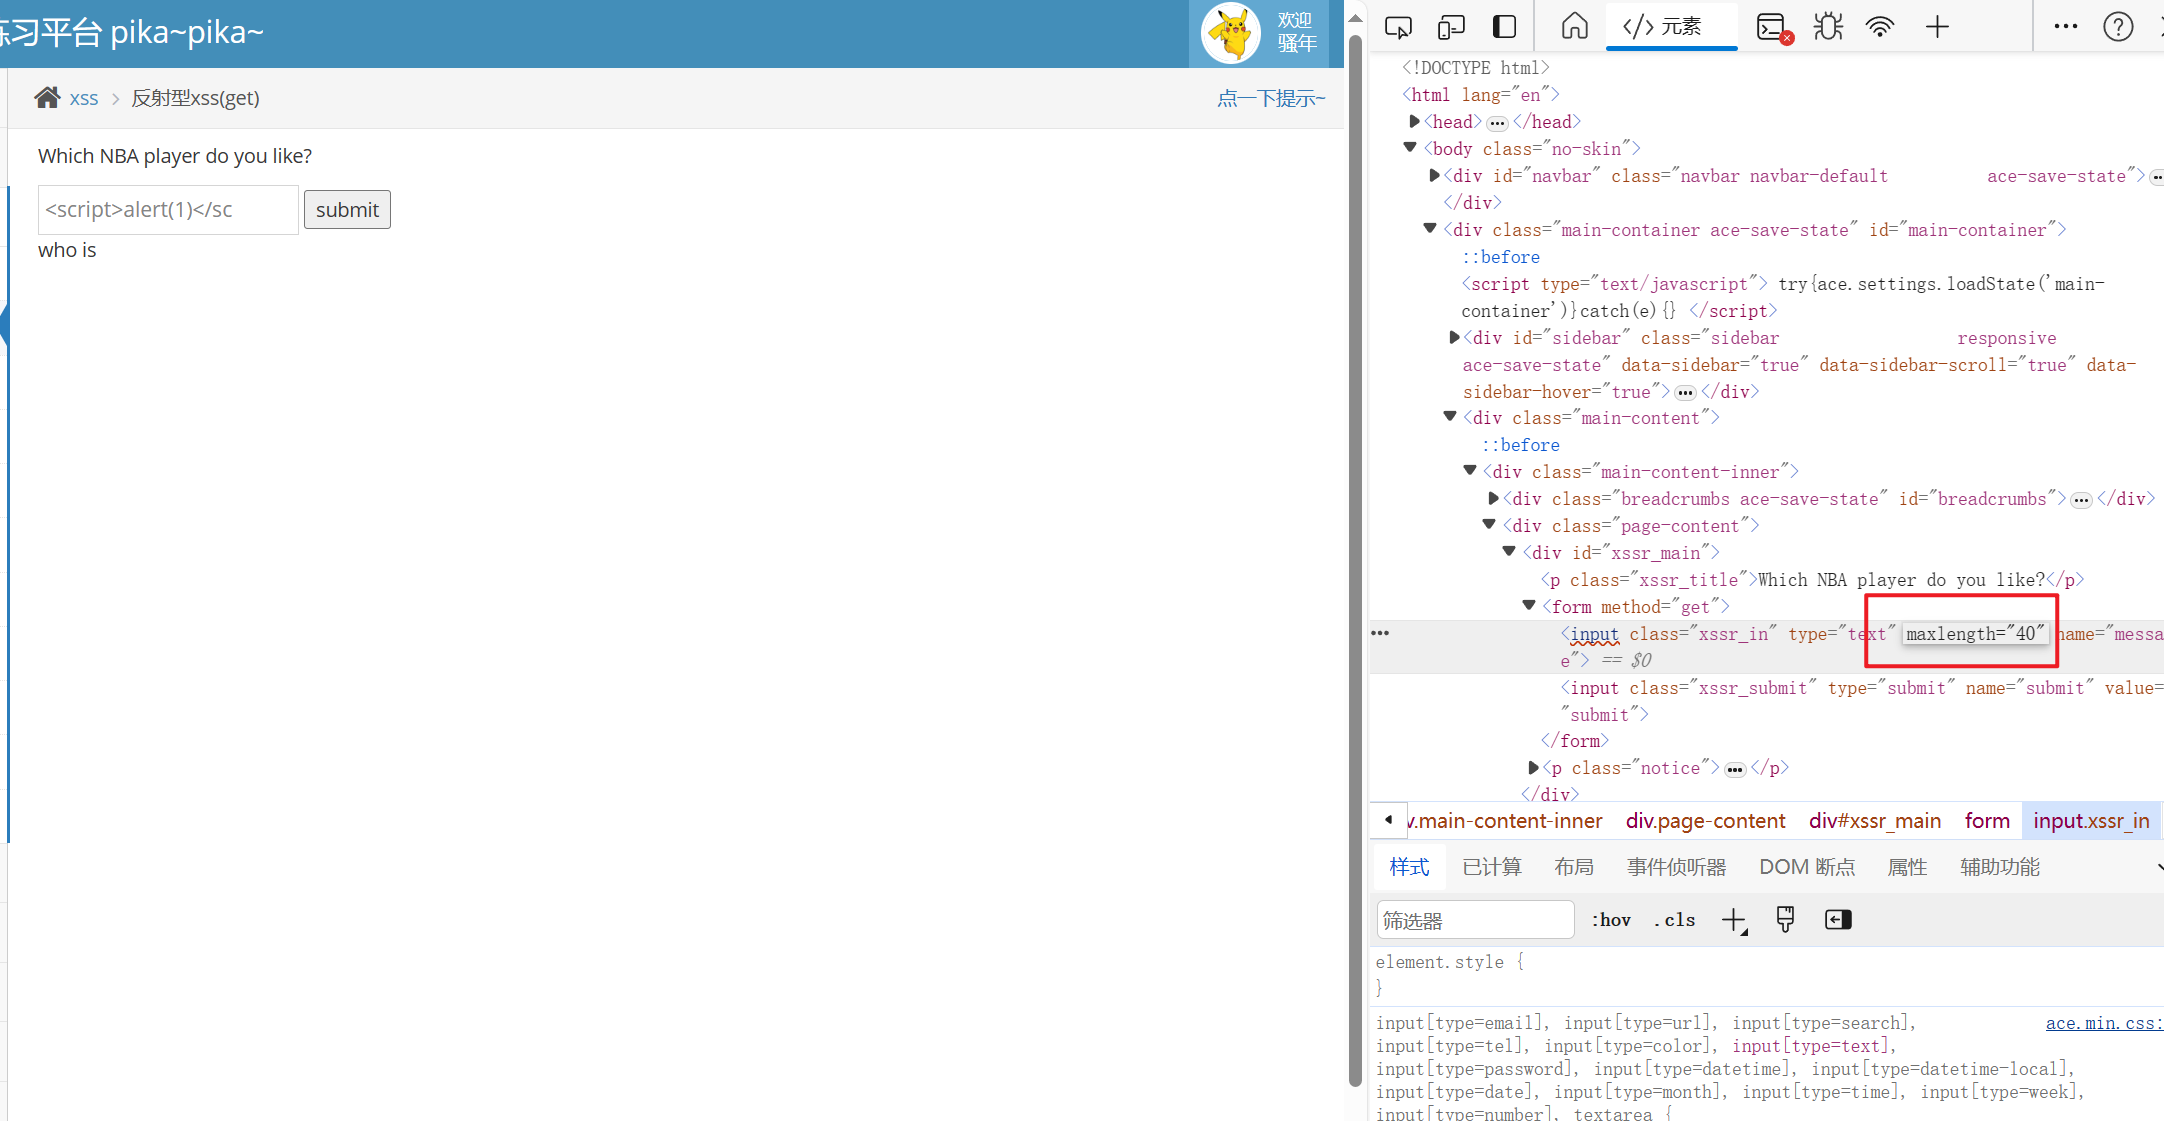 练习平台 pika~pika~
欢迎
骚年
xss > 反射型xss(get)
点一下提示~
Which NBA player do you like?
<script>alert(1)</sc
submit
who is
元素
<!DOCTYPE html>
<html lang="en">
<head> ••• </head>
<body class="no-skin">
<div id="navbar" class="navbar navbar-default ace-save-state"> •••
</div>
<div class="main-container ace-save-state" id="main-container">
::before
<script type="text/javascript"> try{ace.settings.loadState('main-
container')}catch(e){} </script>
<div id="sidebar" class="sidebar responsive
ace-save-state" data-sidebar="true" data-sidebar-scroll="true" data-
sidebar-hover="true"> ••• </div>
<div class="main-content">
::before
<div class="main-content-inner">
<div class="breadcrumbs ace-save-state" id="breadcrumbs"> ••• </div>
<div class="page-content">
<div id="xssr_main">
<p class="xssr_title">Which NBA player do you like?</p>
<form method="get">
<input class="xssr_in" type="text" maxlength="40" name="messa
e"> == $0
<input class="xssr_submit" type="submit" name="submit" value=
"submit">
</form>
<p class="notice"> ••• </p>
</div>
v.main-content-inner div.page-content div#xssr_main form input.xssr_in
样式 已计算 布局 事件侦听器 DOM 断点 属性 辅助功能
筛选器 :hov .cls
element.style {
}
input[type=email], input[type=url], input[type=search], ace.min.css:
input[type=tel], input[type=color], input[type=text],
input[type=password], input[type=datetime], input[type=datetime-local],
input[type=date], input[type=month], input[type=time], input[type=week],
input[type=number], textarea {